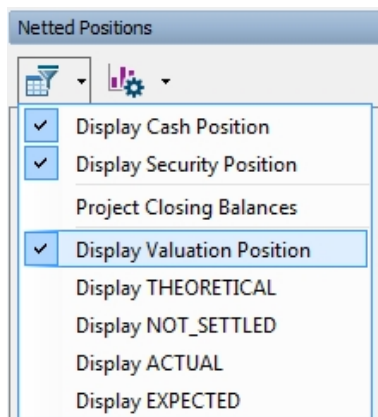 Netted Positions
Display Cash Position
Display Security Position
Project Closing Balances
Display Valuation Position
Display THEORETICAL
Display NOT_SETTLED
Display ACTUAL
Display EXPECTED